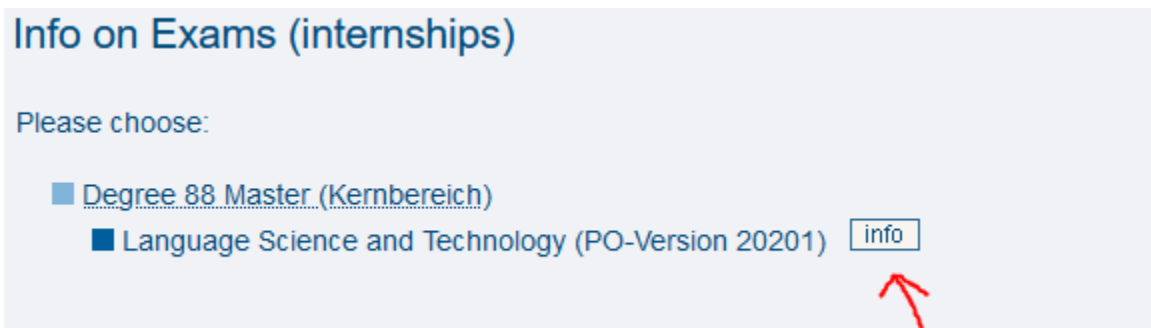 Info on Exams (internships)
Please choose:
Degree 88 Master (Kernbereich)
Language Science and Technology (PO-Version 20201) info